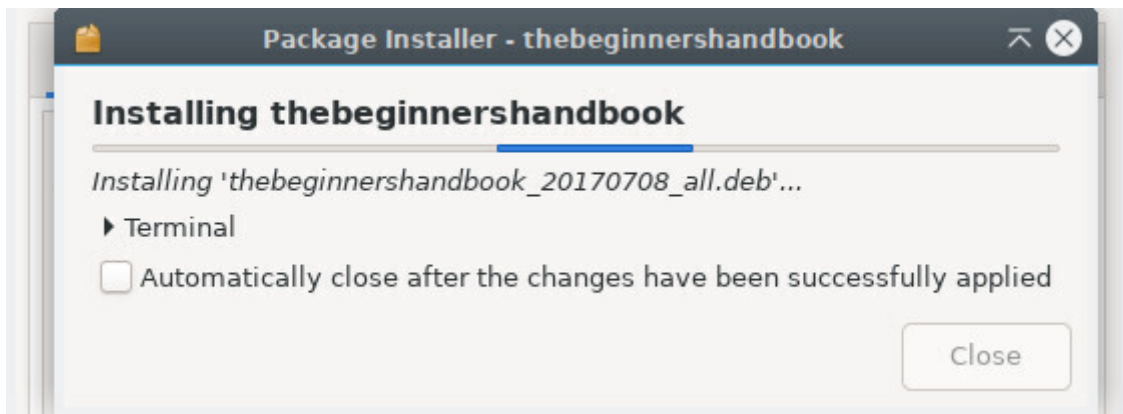 Package Installer - thebeginnershandbook
Installing thebeginnershandbook
Installing 'thebeginnershandbook_20170708_all.deb'...
Terminal
Automatically close after the changes have been successfully applied
Close